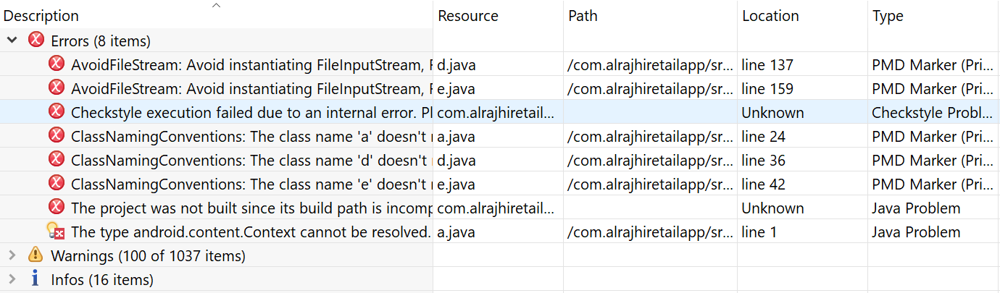 Description Resource Path Location Type
Errors (8 items)
AvoidFileStream: Avoid instantiating FileInputStream, F d.java /com.alrajhiretailapp/sr... line 137 PMD Marker (Pri...
AvoidFileStream: Avoid instantiating FileInputStream, F e.java /com.alrajhiretailapp/sr... line 159 PMD Marker (Pri...
Checkstyle execution failed due to an internal error. Pl com.alrajhiretail... Unknown Checkstyle Probl...
ClassNamingConventions: The class name 'a' doesn't r a.java /com.alrajhiretailapp/sr... line 24 PMD Marker (Pri...
ClassNamingConventions: The class name 'd' doesn't r d.java /com.alrajhiretailapp/sr... line 36 PMD Marker (Pri...
ClassNamingConventions: The class name 'e' doesn't r e.java /com.alrajhiretailapp/sr... line 42 PMD Marker (Pri...
The project was not built since its build path is incomp com.alrajhiretail... Unknown Java Problem
The type android.content.Context cannot be resolved. a.java /com.alrajhiretailapp/sr... line 1 Java Problem
Warnings (100 of 1037 items)
Infos (16 items)